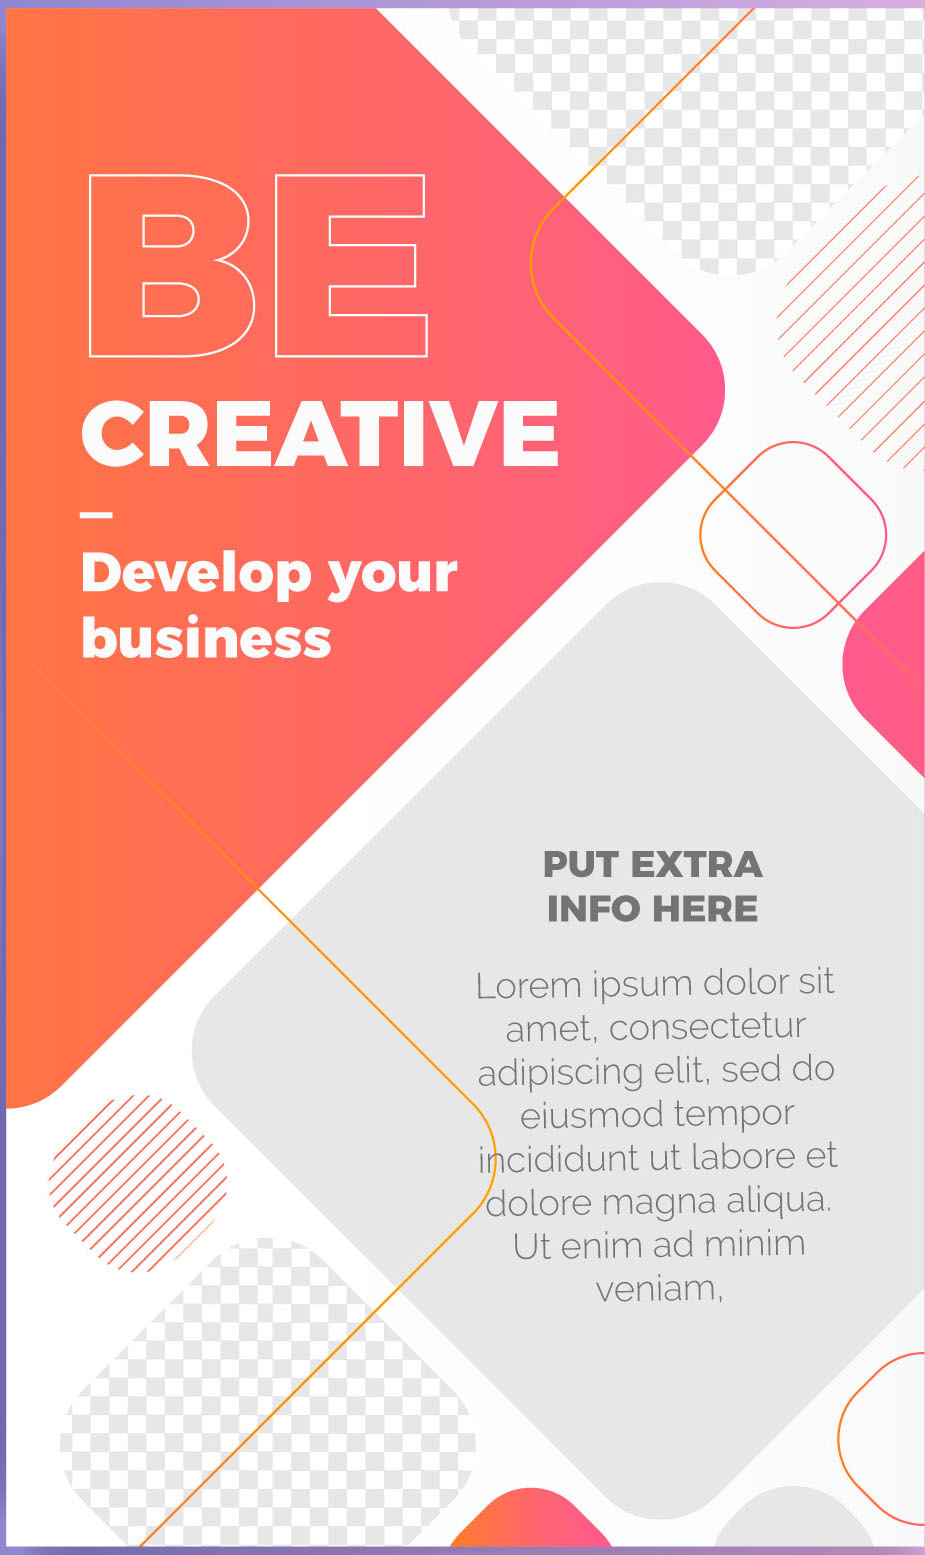 BE
CREATIVE
Develop your
business
PUT EXTRA
INFO HERE
Lorem ipsum dolor sit
amet, consectetur
adipiscing elit, sed do
eiusmod tempor
incididunt ut labore et
dolore magna aliqua.
Ut enim ad minim
veniam,